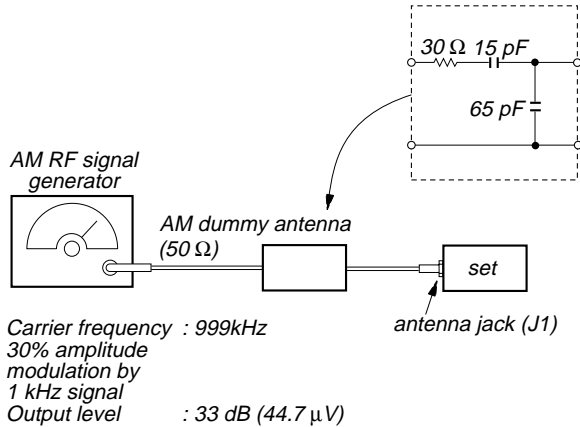 30 Ω 15 pF
65 pF
AM RF signal
generator
AM dummy antenna
(50 Ω)
set
antenna jack (J1)
Carrier frequency : 999kHz
30% amplitude
modulation by
1 kHz signal
Output level : 33 dB (44.7 µV)